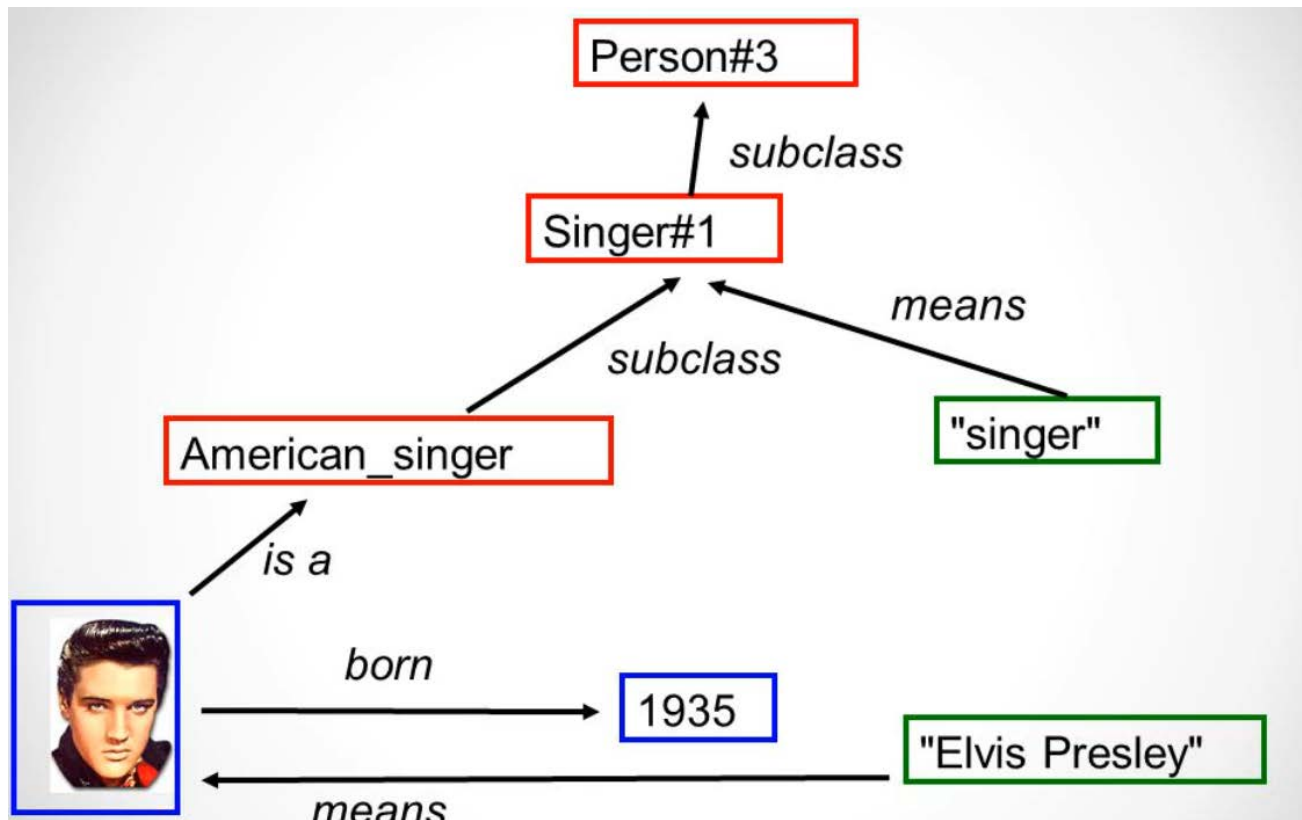 Person#3
subclass
Singer#1
means
subclass
"singer"
American_singer
is a
born
1935
"Elvis Presley"
means